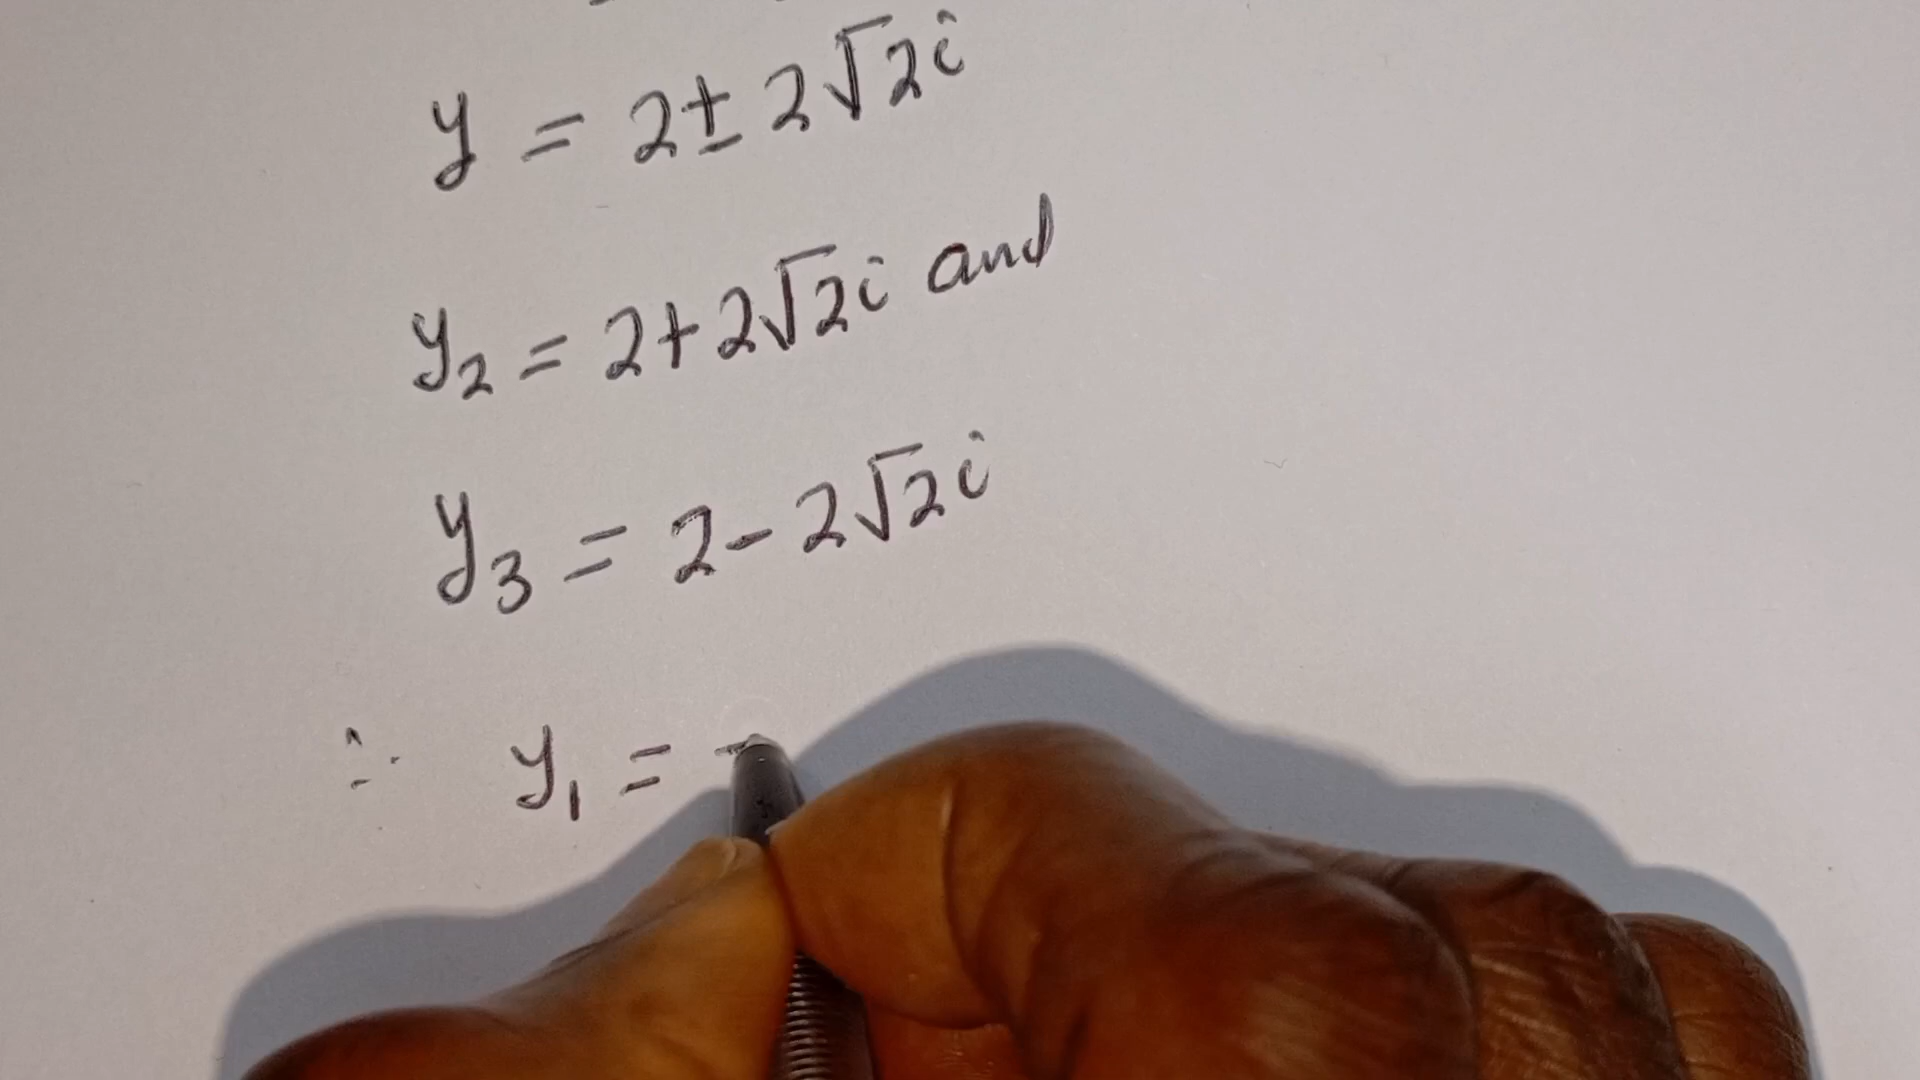 y = 2 ± 2√2i
y₂ = 2 + 2√2i and
y₃ = 2 - 2√2i
∴ y₁ = -